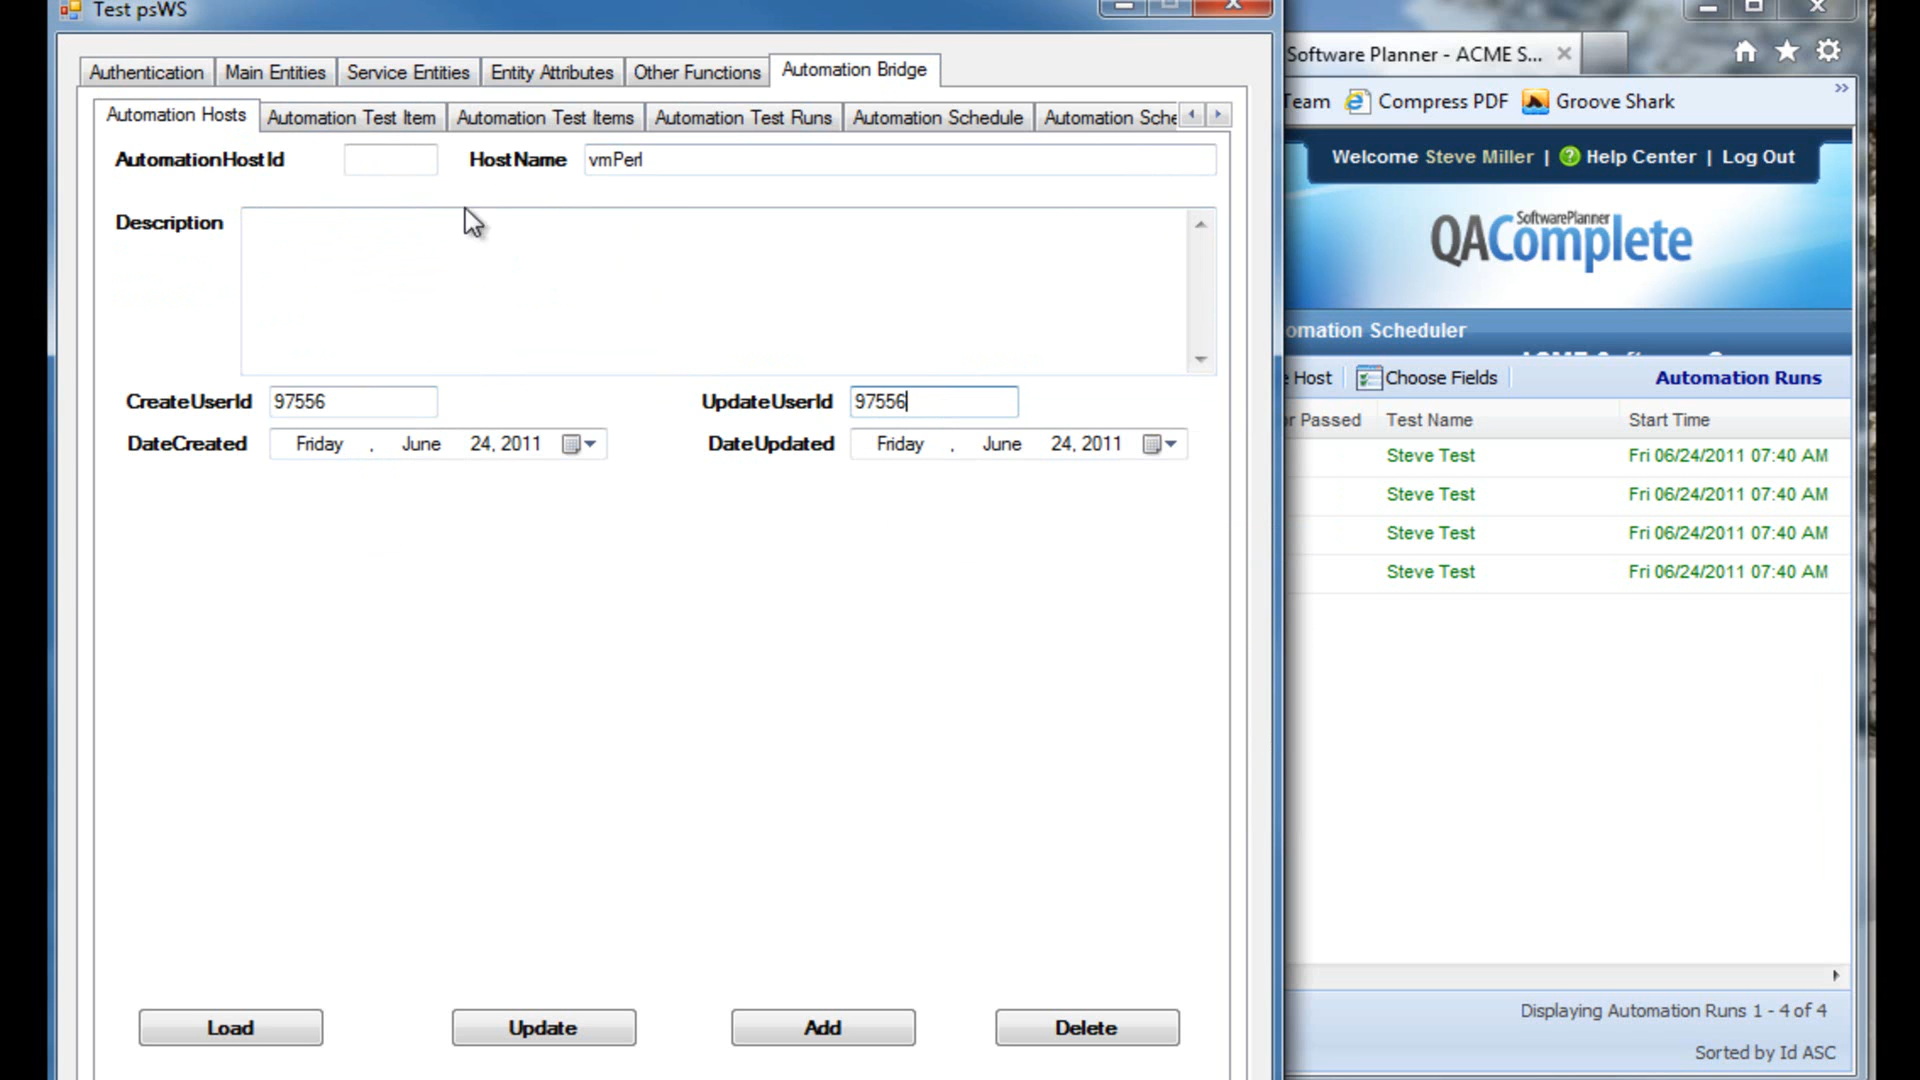 Test psWS
Authentication
Main Entities
Service Entities
Entity Attributes
Other Functions
Automation Bridge
Automation Hosts
Automation Test Item
Automation Test Items
Automation Test Runs
Automation Schedule
Automation Sche
AutomationHostId
HostName
vmPerl
Description
CreateUserId
97556
UpdateUserId
97556
DateCreated
Friday , June 24, 2011
DateUpdated
Friday , June 24, 2011
Load
Update
Add
Delete
Software Planner - ACME S...
Team
Compress PDF
Groove Shark
Welcome Steve Miller | Help Center | Log Out
SoftwarePlanner
QAComplete
omation Scheduler
Host
Choose Fields
Automation Runs
r Passed
Test Name
Start Time
Steve Test
Fri 06/24/2011 07:40 AM
Steve Test
Fri 06/24/2011 07:40 AM
Steve Test
Fri 06/24/2011 07:40 AM
Steve Test
Fri 06/24/2011 07:40 AM
Displaying Automation Runs 1 - 4 of 4
Sorted by Id ASC